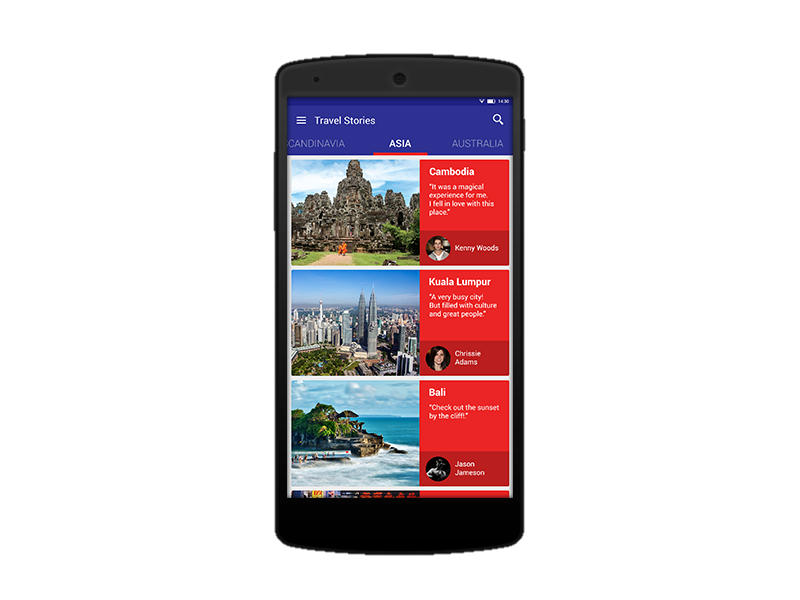 14:30
Travel Stories
CANDINAVIA
ASIA
AUSTRALIA
Cambodia
"It was a magical
experience for me.
I fell in love with this
place."
Kenny Woods
Kuala Lumpur
"A very busy city!
But filled with culture
and great people."
Chrissie
Adams
Bali
"Check out the sunset
by the cliff!"
Jason
Jameson